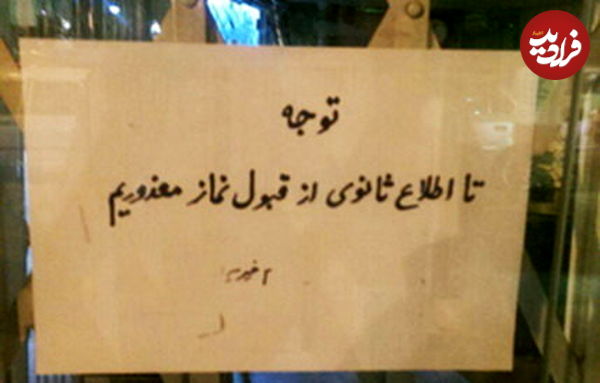 توجه
تا اطلاع ثانوی از قبول نماز معذوریم
فرادید